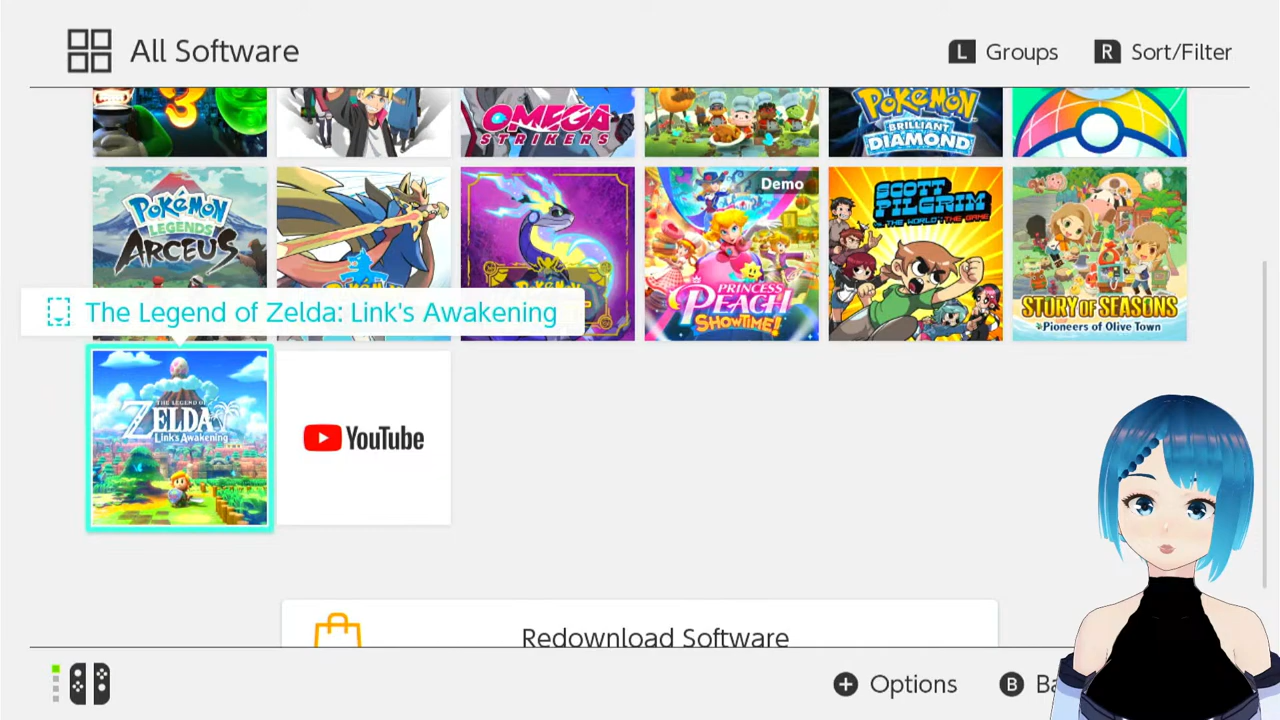 All Software
L Groups R Sort/Filter
3
OMEGA
STRIKERS
POKÉMON
BRILLIANT
DIAMOND
POKÉMON
LEGENDS
ARCEUS
Demo
PRINCESS
PEACH
SHOWTIME!
SCOTT
PILGRIM
VS. THE WORLD: THE GAME
STORY OF SEASONS
Pioneers of Olive Town
The Legend of Zelda: Link's Awakening
THE LEGEND OF
ZELDA
Link's Awakening
YouTube
Redownload Software
+ Options B Ba